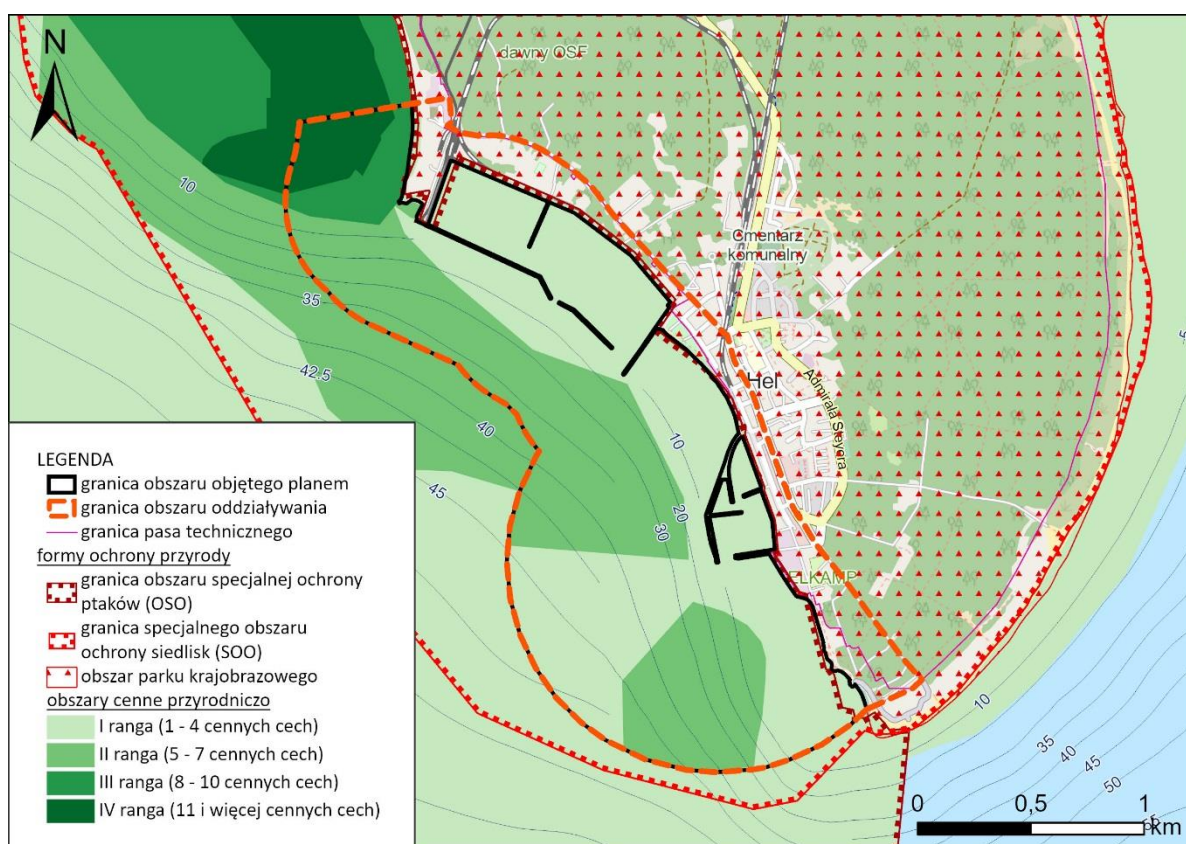 N
dawny OSF
10
Cmentarz
komunalny
35
42.5
Hel
Admirała Steyera
40
10
45
20
30
ELKAMP
10
35
40
45
50
LEGENDA
granica obszaru objętego planem
granica obszaru oddziaływania
granica pasa technicznego
formy ochrony przyrody
granica obszaru specjalnej ochrony
ptaków (OSO)
granica specjalnego obszaru
ochrony siedlisk (SOO)
obszar parku krajobrazowego
obszary cenne przyrodniczo
I ranga (1 - 4 cennych cech)
II ranga (5 - 7 cennych cech)
III ranga (8 - 10 cennych cech)
IV ranga (11 i więcej cennych cech)
0 0,5 1
km